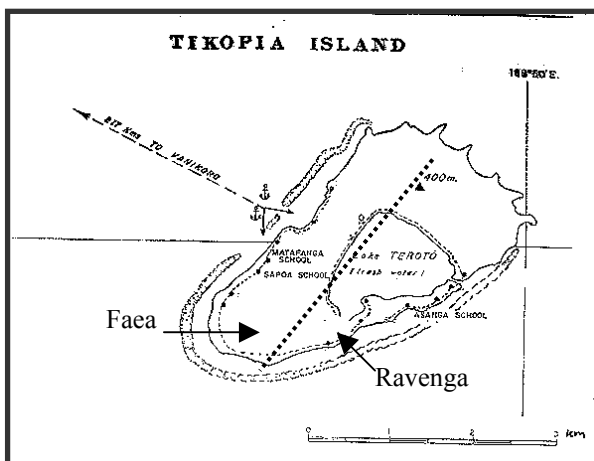 TIKOPIA ISLAND
168°50'E.
217 Kms TO VANIKORO
400m.
MATAFANGA
SCHOOL
SAPOA SCHOOL
Lake TEROTO
(fresh water)
Faea
ASANGA SCHOOL
Ravenga
0 1 2 3 km